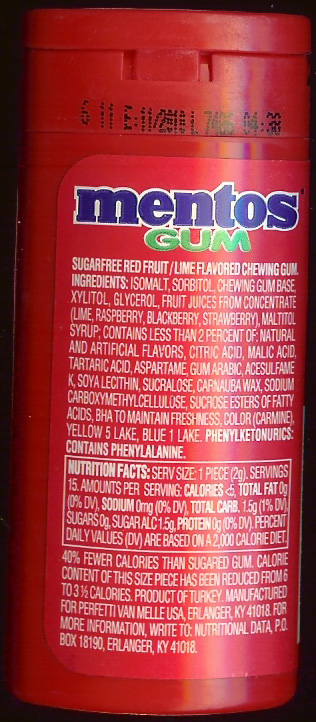 mentos
GUM
SUGARFREE RED FRUIT / LIME FLAVORED CHEWING GUM.
INGREDIENTS: ISOMALT, SORBITOL, CHEWING GUM BASE,
XYLITOL, GLYCEROL, FRUIT JUICES FROM CONCENTRATE
(LIME, RASPBERRY, BLACKBERRY, STRAWBERRY), MALTITOL
SYRUP; CONTAINS LESS THAN 2 PERCENT OF: NATURAL
AND ARTIFICIAL FLAVORS, CITRIC ACID, MALIC ACID,
TARTARIC ACID, ASPARTAME, GUM ARABIC, ACESULFAME
K, SOYA LECITHIN, SUCRALOSE, CARNAUBA WAX, SODIUM
CARBOXYMETHYLCELLULOSE, SUCROSE ESTERS OF FATTY
ACIDS, BHA TO MAINTAIN FRESHNESS, COLOR (CARMINE),
YELLOW 5 LAKE, BLUE 1 LAKE. PHENYLKETONURICS:
CONTAINS PHENYLALANINE.
NUTRITION FACTS: SERV SIZE: 1 PIECE (2g). SERVINGS
15. AMOUNTS PER SERVING: CALORIES <5, TOTAL FAT 0g
(0% DV), SODIUM 0mg (0% DV), TOTAL CARB. 1.5g (1% DV),
SUGARS 0g, SUGAR ALC 1.5g, PROTEIN 0g (0% DV). PERCENT
DAILY VALUES (DV) ARE BASED ON A 2,000 CALORIE DIET.
40% FEWER CALORIES THAN SUGARED GUM. CALORIE
CONTENT OF THIS SIZE PIECE HAS BEEN REDUCED FROM 6
TO 3½ CALORIES. PRODUCT OF TURKEY. MANUFACTURED
FOR PERFETTI VAN MELLE USA, ERLANGER, KY 41018. FOR
MORE INFORMATION, WRITE TO: NUTRITIONAL DATA, P.O.
BOX 18190, ERLANGER, KY 41018.